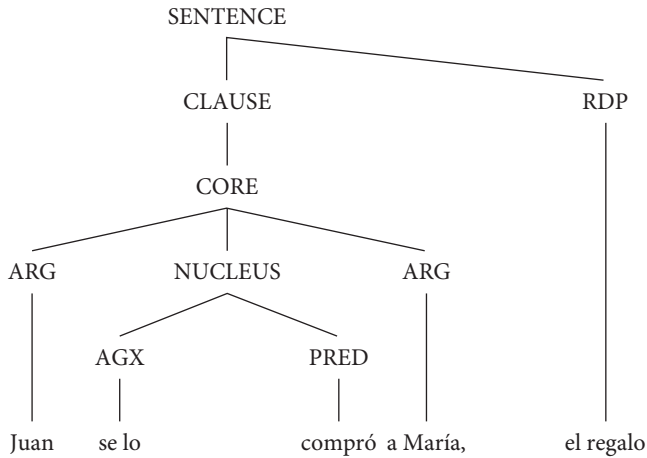 SENTENCE
CLAUSE RDP
CORE
ARG NUCLEUS ARG
AGX PRED
Juan se lo compró a María, el regalo